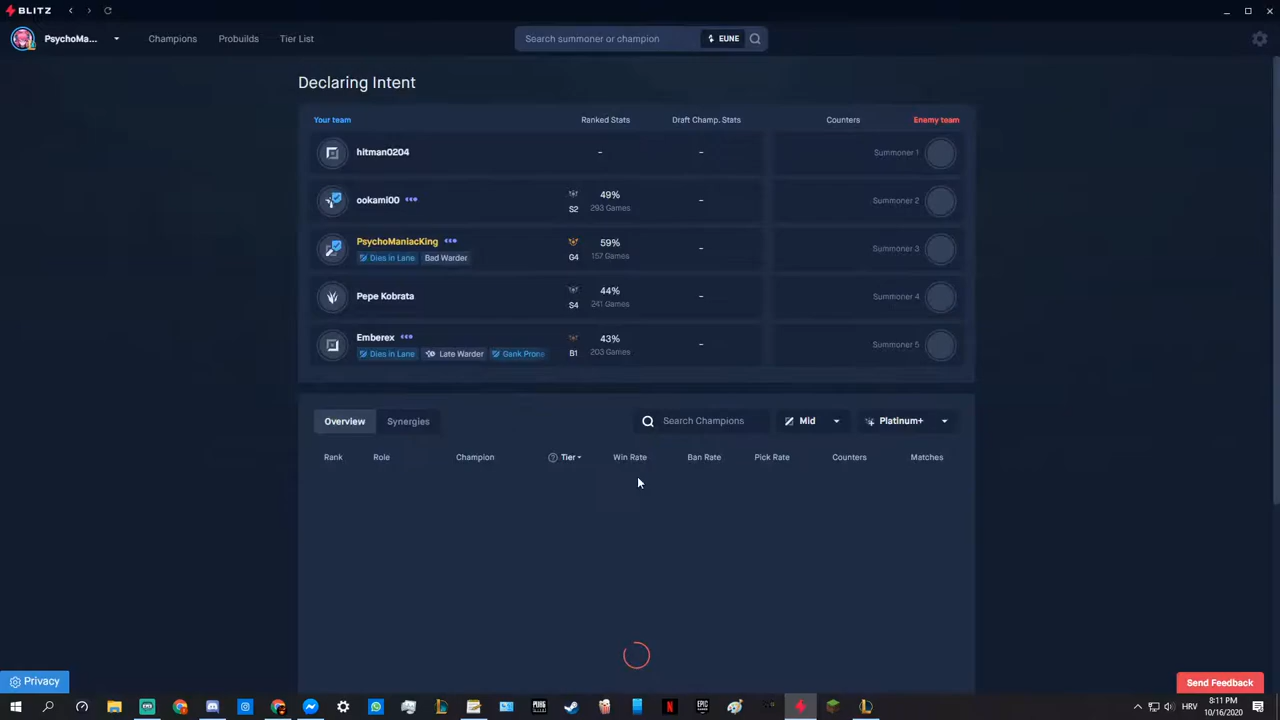 BLITZ
PsychoMa...
Champions
Probuilds
Tier List
Search summoner or champion
EUNE
Declaring Intent
Your team
Ranked Stats
Draft Champ. Stats
Counters
Enemy team
hitman0204
-
-
Summoner 1
ookami00
S2
49%
293 Games
-
Summoner 2
PsychoManiacKing
Dies in Lane
Bad Warder
G4
59%
157 Games
-
Summoner 3
Pepe Kobrata
S4
44%
241 Games
-
Summoner 4
Emberex
Dies in Lane
Late Warder
Gank Prone
B1
43%
203 Games
-
Summoner 5
Overview
Synergies
Search Champions
Mid
Platinum+
Rank
Role
Champion
Tier
Win Rate
Ban Rate
Pick Rate
Counters
Matches
Privacy
Send Feedback
HRV
8:11 PM
10/16/2020